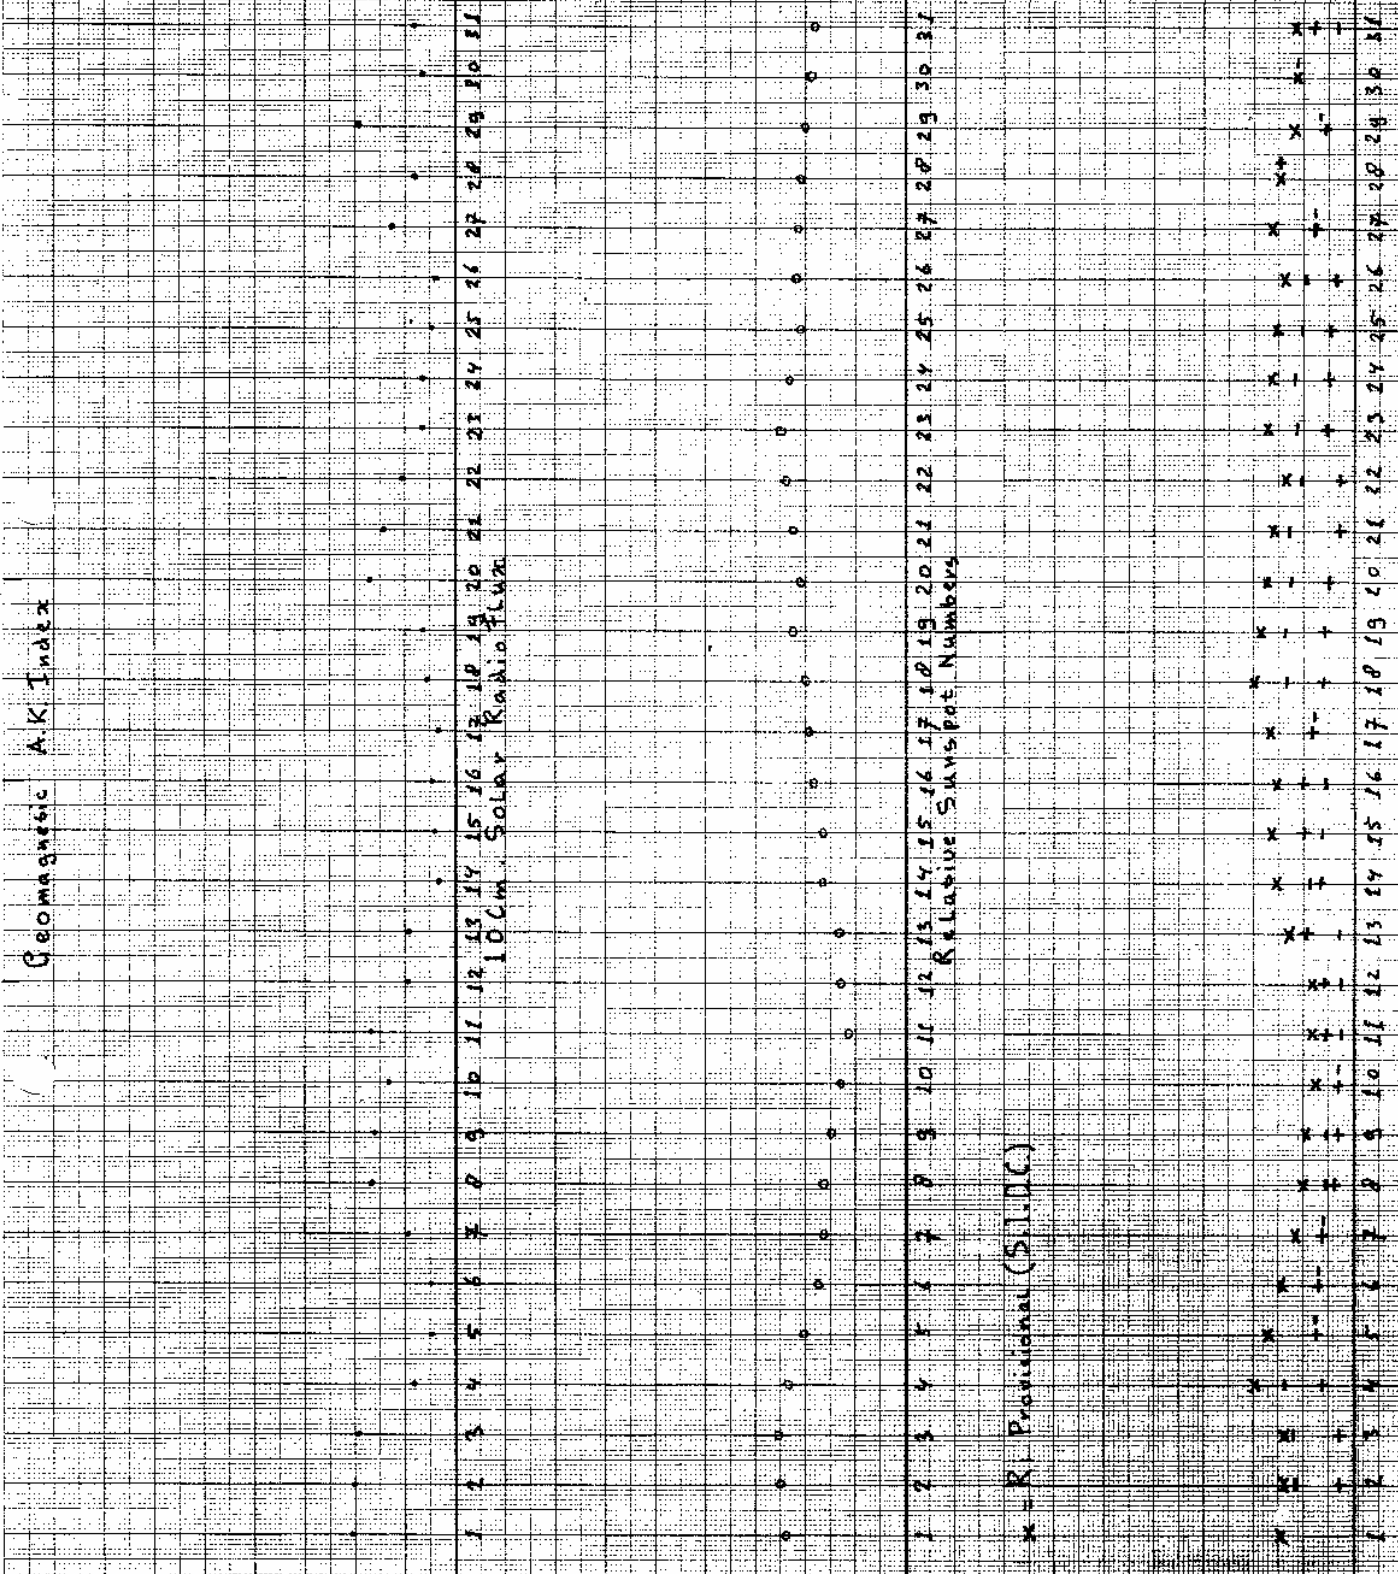 Geomagnetic A.K. Index
1 2 3 4 5 6 7 8 9 10 11 12 13 14 15 16 17 18 19 20 21 22 23 24 25 26 27 28 29 30 31
10Cm. Solar Radio Flux
1 2 3 4 5 6 7 8 9 10 11 12 13 14 15 16 17 18 19 20 21 22 23 24 25 26 27 28 29 30 31
Relative Sunspot Numbers
x = Ri Provisional (S.I.D.C)
1 2 3 4 5 6 7 8 9 10 11 12 13 14 15 16 17 18 19 20 21 22 23 24 25 26 27 28 29 30 31